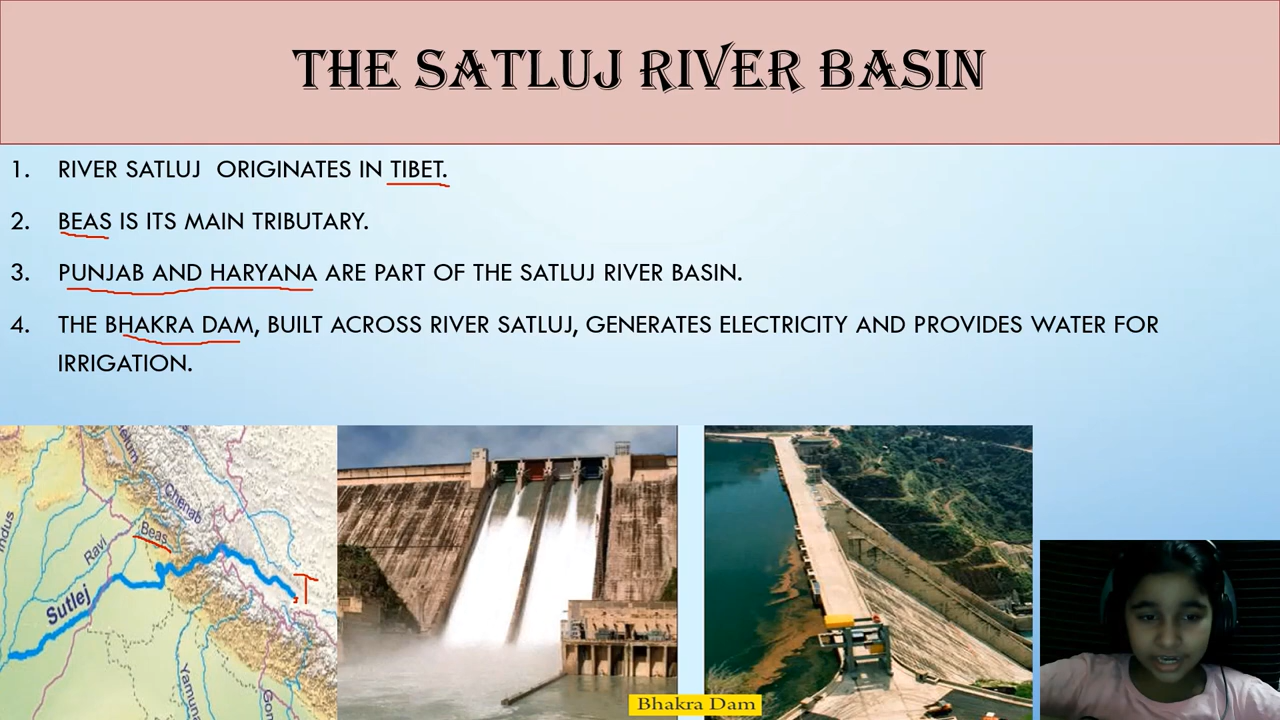 THE SATLUJ RIVER BASIN
1. RIVER SATLUJ ORIGINATES IN TIBET.
2. BEAS IS ITS MAIN TRIBUTARY.
3. PUNJAB AND HARYANA ARE PART OF THE SATLUJ RIVER BASIN.
4. THE BHAKRA DAM, BUILT ACROSS RIVER SATLUJ, GENERATES ELECTRICITY AND PROVIDES WATER FOR
IRRIGATION.
Chenab
Beas
Ravi
T
Sutlej
Bhakra Dam